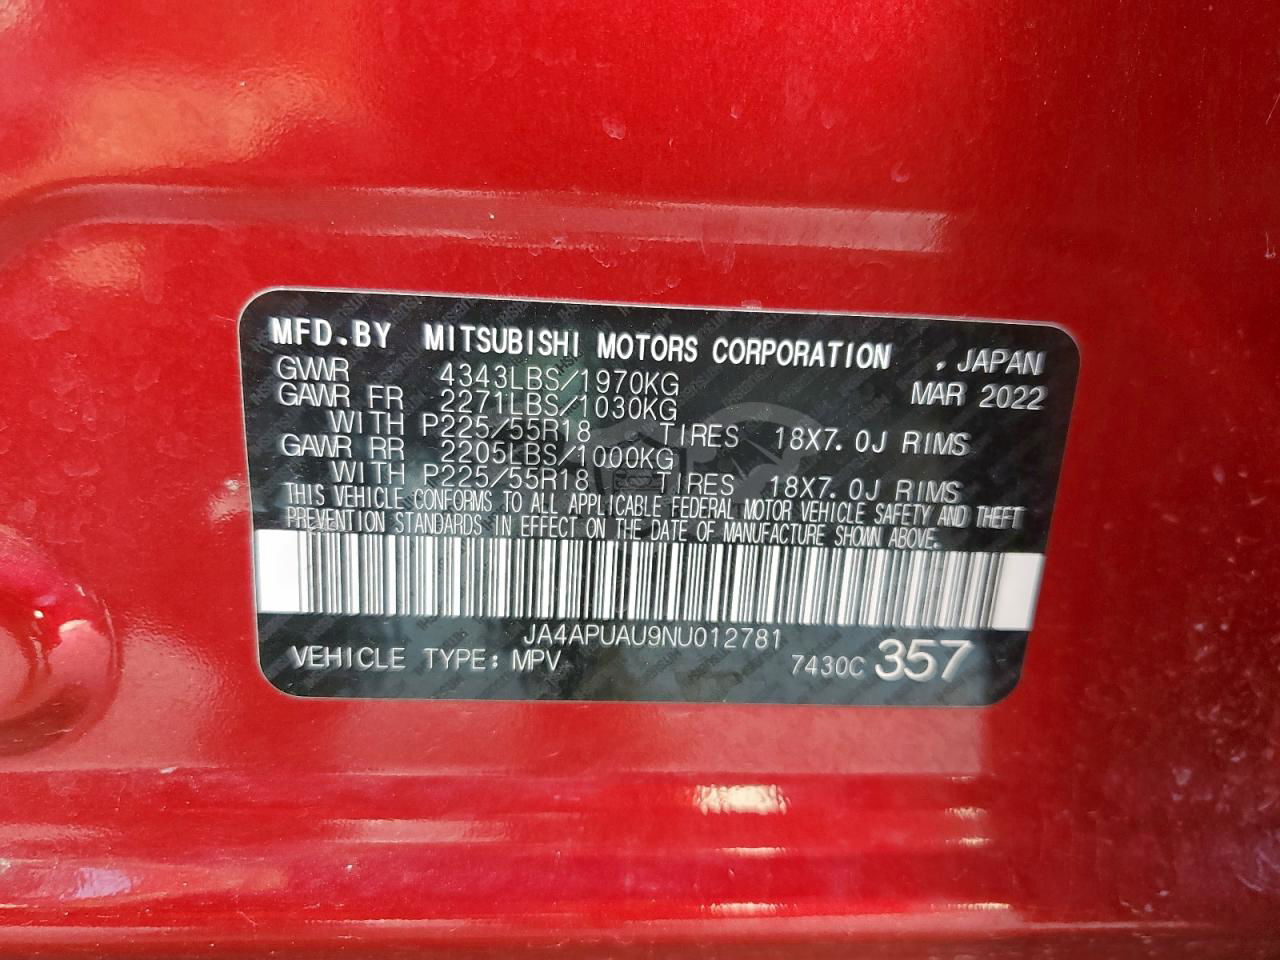 MFD.BY MITSUBISHI MOTORS CORPORATION , JAPAN
GVWR 4343LBS/1970KG MAR 2022
GAWR FR 2271LBS/1030KG
WITH P225/55R18 TIRES 18X7.0J RIMS
GAWR RR 2205LBS/1000KG
WITH P225/55R18 TIRES 18X7.0J RIMS
THIS VEHICLE CONFORMS TO ALL APPLICABLE FEDERAL MOTOR VEHICLE SAFETY AND THEFT
PREVENTION STANDARDS IN EFFECT ON THE DATE OF MANUFACTURE SHOWN ABOVE.
JA4APUAU9NU012781
VEHICLE TYPE: MPV 7430C 357